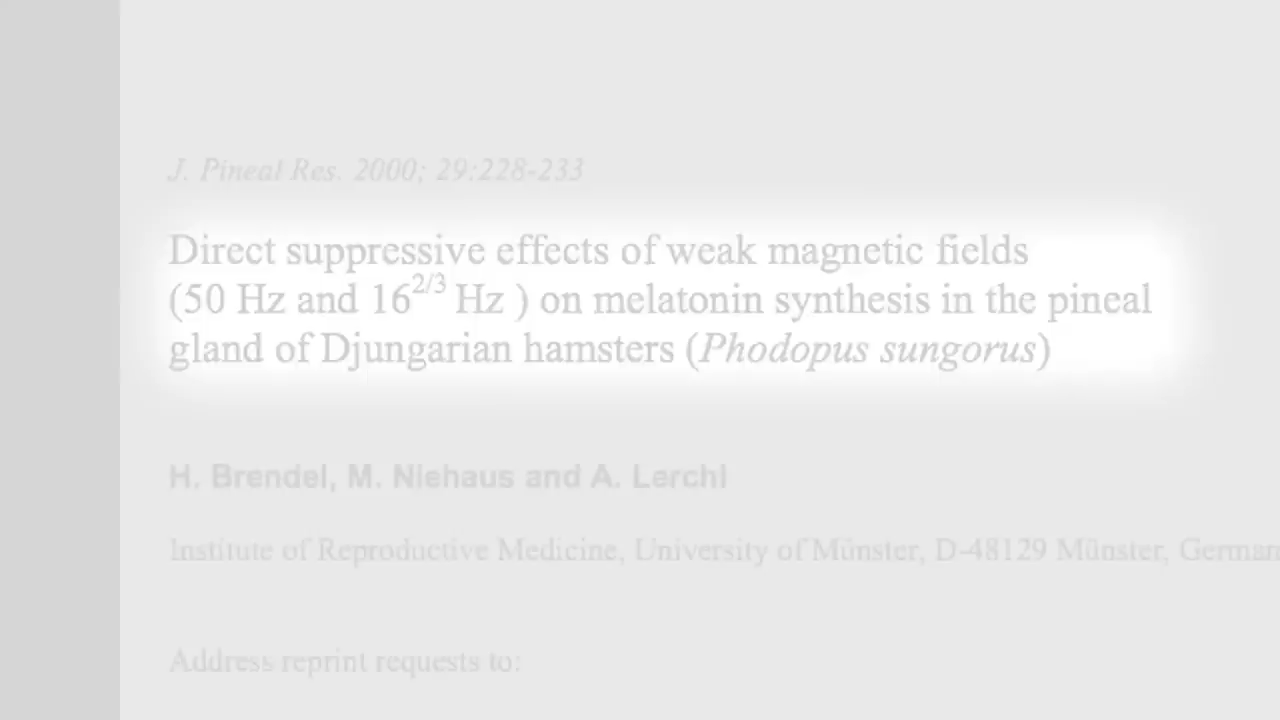 J. Pineal Res. 2000; 29:228-233
Direct suppressive effects of weak magnetic fields
(50 Hz and 16^2/3 Hz ) on melatonin synthesis in the pineal
gland of Djungarian hamsters (Phodopus sungorus)
H. Brendel, M. Niehaus and A. Lerchl
Institute of Reproductive Medicine, University of Münster, D-48129 Münster, German
Address reprint requests to: